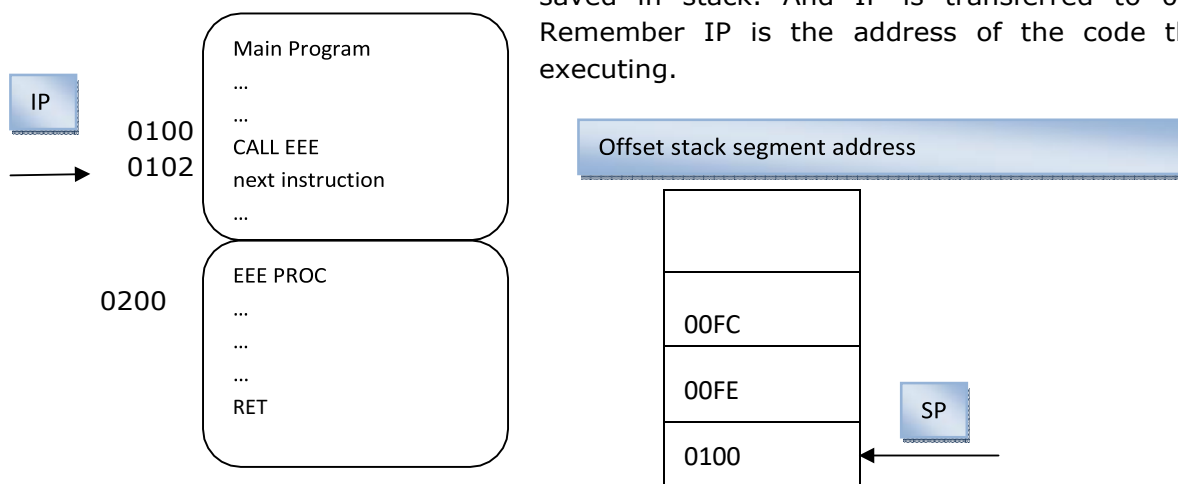 saved in stack. And IP is transferred to
Remember IP is the address of the code
executing.
IP
0100
0102
Main Program
...
...
CALL EEE
next instruction
...
0200
EEE PROC
...
...
...
RET
Offset stack segment address
00FC
00FE
0100
SP